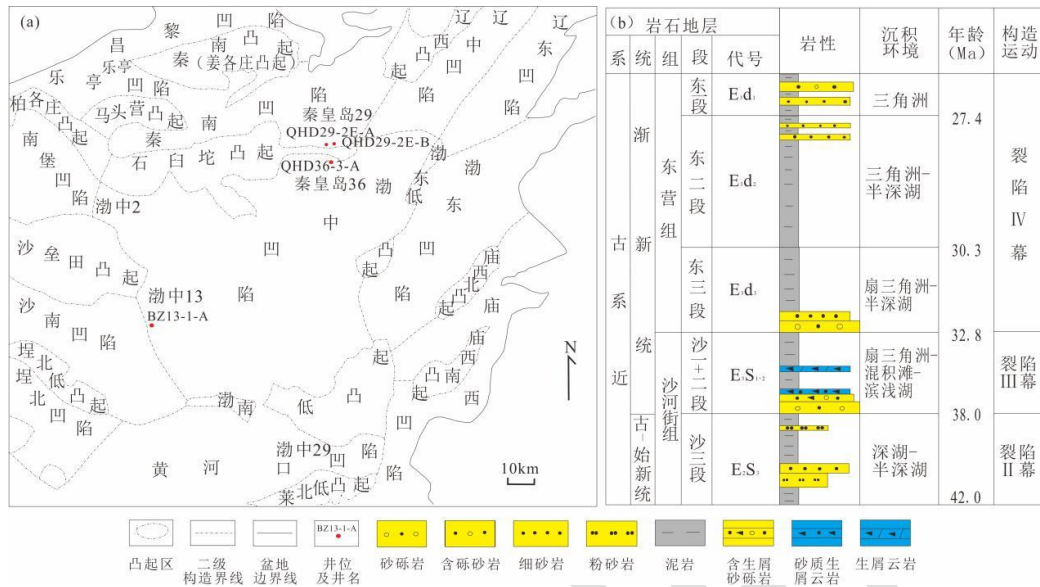 (a)
昌黎凹陷
乐亭凹陷
乐亭
秦南凸起
(姜各庄凸起)
柏各庄凸起
马头营凸起
秦南凹陷
南堡凹陷
石臼坨凸起
秦皇岛29
QHD29-2E-A
QHD29-2E-B
QHD36-3-A
秦皇岛36
辽西凸起
辽中凹陷
辽东凹陷
渤中2
渤东低凸起
渤东凹陷
渤中凹陷
沙垒田凸起
渤中13
BZ13-1-A
沙南凹陷
埕北低凸起
埕北凹陷
渤南低凸起
庙西北凸起
庙西南凸起
庙西凹陷
渤中29
黄河口凹陷
莱北低凸起
N
10km
(b)
岩石地层
系
统
组
段
代号
岩性
沉积
环境
年龄
(Ma)
构造
运动
古近系
渐新统
古-始新统
东营组
沙河街组
东一段
E₃d₁
三角洲
27.4
东二段
E₃d₂
三角洲-
半深湖
30.3
东三段
E₃d₃
扇三角洲-
半深湖
32.8
裂陷Ⅳ幕
沙一+二段
E₃S₁₋₂
扇三角洲-
混积滩-
滨浅湖
38.0
裂陷
Ⅲ幕
沙三段
E₂S₃
深湖-
半深湖
42.0
裂陷
Ⅱ幕
凸起区
二级
构造界线
盆地
边界线
BZ13-1-A
井位
及井名
砂砾岩
含砾砂岩
细砂岩
粉砂岩
泥岩
含生屑
砂砾岩
砂质生
屑云岩
生屑云岩